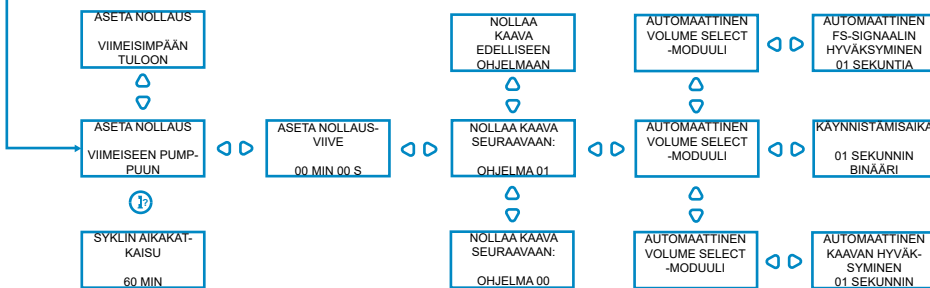 ASETA NOLLAUS
VIIMEISIMPÄÄN
TULOON
NOLLAA
KAAVA
EDELLISEEN
OHJELMAAN
AUTOMAATTINEN
VOLUME SELECT
-MODUULI
AUTOMAATTINEN
FS-SIGNAALIN
HYVÄKSYMINEN
01 SEKUNTIA
ASETA NOLLAUS
VIIMEISEEN PUMP-
PUUN
ASETA NOLLAUS-
VIIVE
00 MIN 00 S
NOLLAA KAAVA
SEURAAVAAN:
OHJELMA 01
AUTOMAATTINEN
VOLUME SELECT
-MODUULI
KÄYNNISTÄMISAIKA
01 SEKUNNIN
BINÄÄRI
?
SYKLIN AIKAKAT-
KAISU
60 MIN
NOLLAA KAAVA
SEURAAVAAN:
OHJELMA 00
AUTOMAATTINEN
VOLUME SELECT
-MODUULI
AUTOMAATTINEN
KAAVAN HYVÄK-
SYMINEN
01 SEKUNNIN